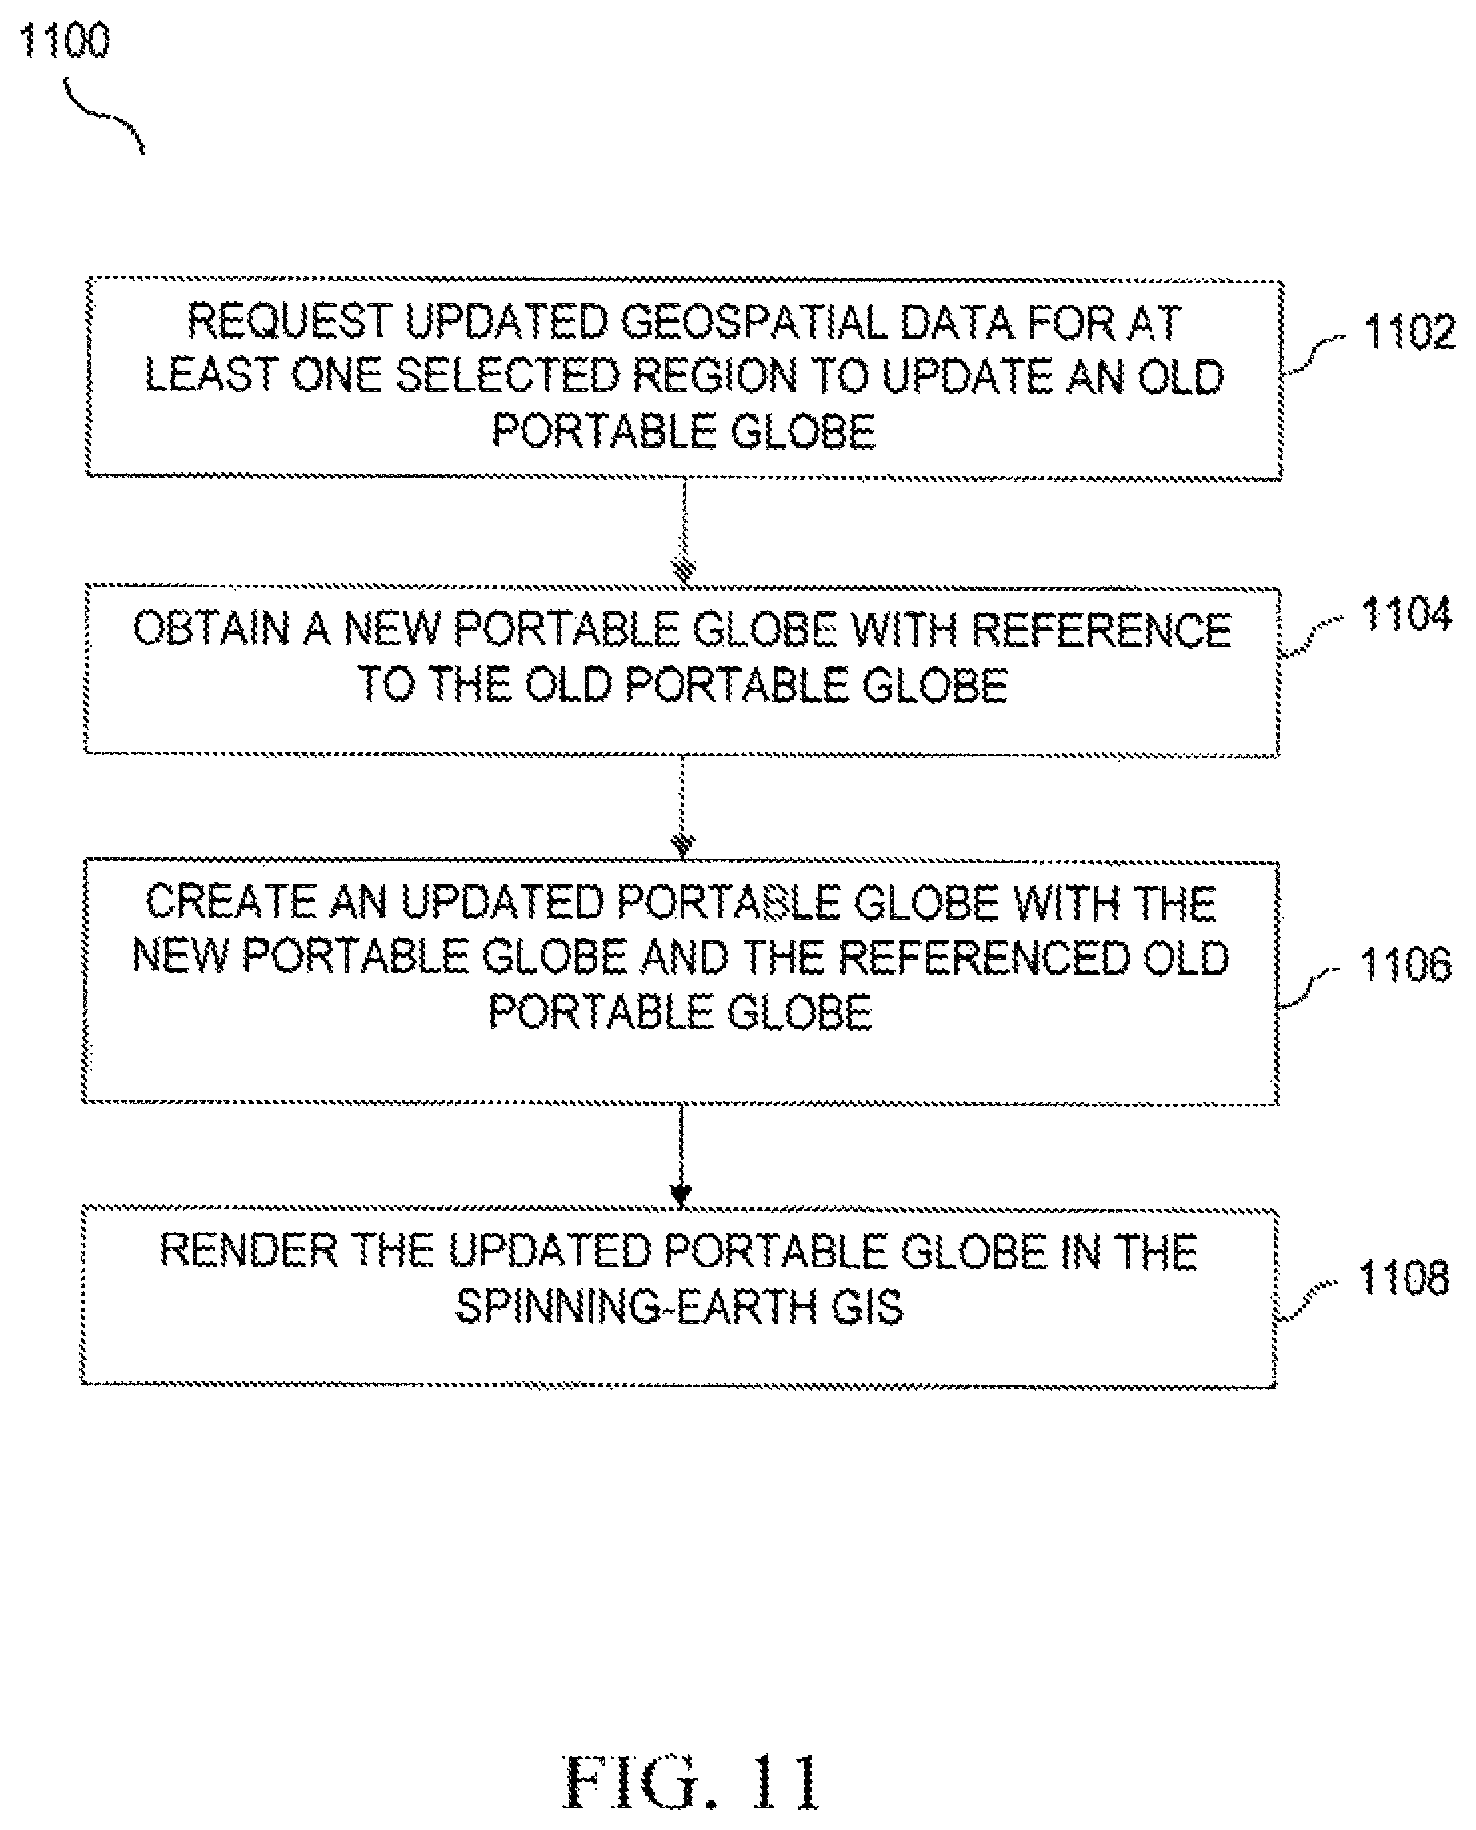 1100
REQUEST UPDATED GEOSPATIAL DATA FOR AT
LEAST ONE SELECTED REGION TO UPDATE AN OLD
PORTABLE GLOBE
1102
OBTAIN A NEW PORTABLE GLOBE WITH REFERENCE
TO THE OLD PORTABLE GLOBE
1104
CREATE AN UPDATED PORTABLE GLOBE WITH THE
NEW PORTABLE GLOBE AND THE REFERENCED OLD
PORTABLE GLOBE
1106
RENDER THE UPDATED PORTABLE GLOBE IN THE
SPINNING-EARTH GIS
1108
FIG. 11